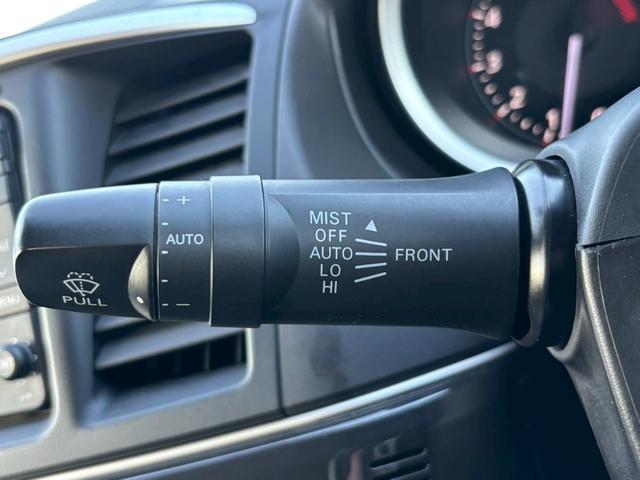 MIST
OFF
AUTO FRONT
LO
HI
+
AUTO
−
PULL